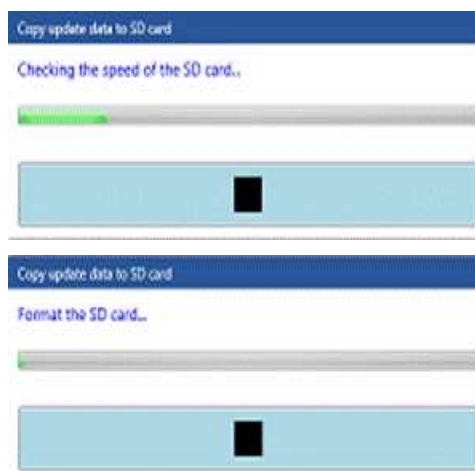 Copy update data to SD card
Checking the speed of the SD card...
Copy update data to SD card
Format the SD card...